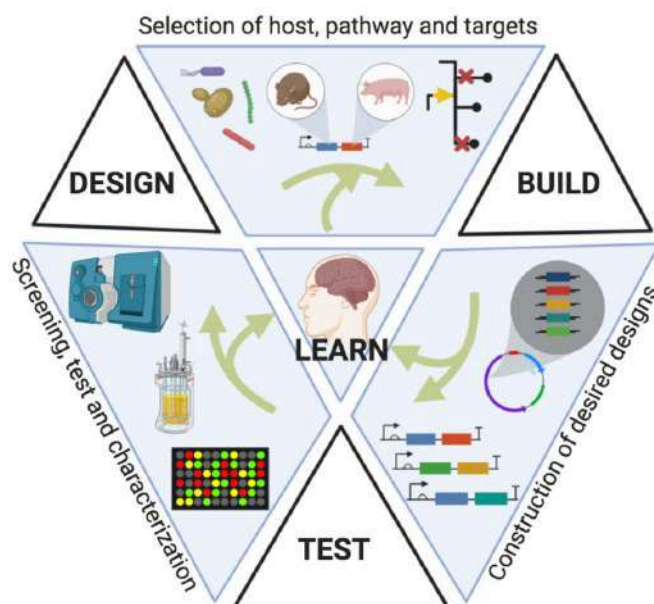 Selection of host, pathway and targets
DESIGN
BUILD
LEARN
Screening, test and characterization
Construction of desired designs
TEST